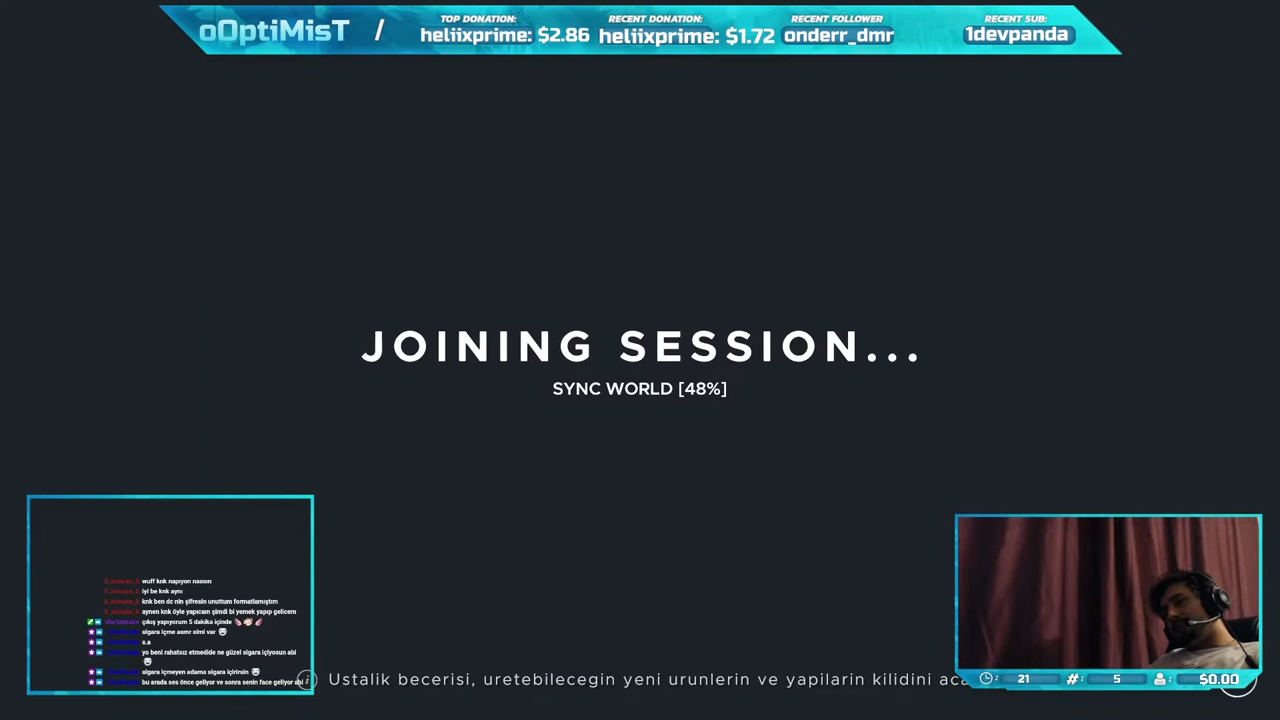 oOptiMisT /
TOP DONATION:
heliixprime: $2.86
RECENT DONATION:
heliixprime: $1.72
RECENT FOLLOWER
onderr_dmr
RECENT SUB:
1devpanda
JOINING SESSION...
SYNC WORLD [48%]
wuff knk napıyon nassın
iyi be knk aynı
knk ben dc nin şifresin unuttum formatlamıştım
aynen knk öyle yapıcam şimdi bi yemek yapıp gelicem
çıkış yapıyorum 5 dakika içinde
sigara içme asmr simi var
s.a
yo beni rahatsız etmedide ne güzel sigara içiyosun abi
sigara içmeyen adama sigara içirirsin
bu arada ses önce geliyor ve sonra senin face geliyor abi
Ustalik becerisi, uretebilecegin yeni urunlerin ve yapilarin kilidini aca
21
#:
5
$0.00